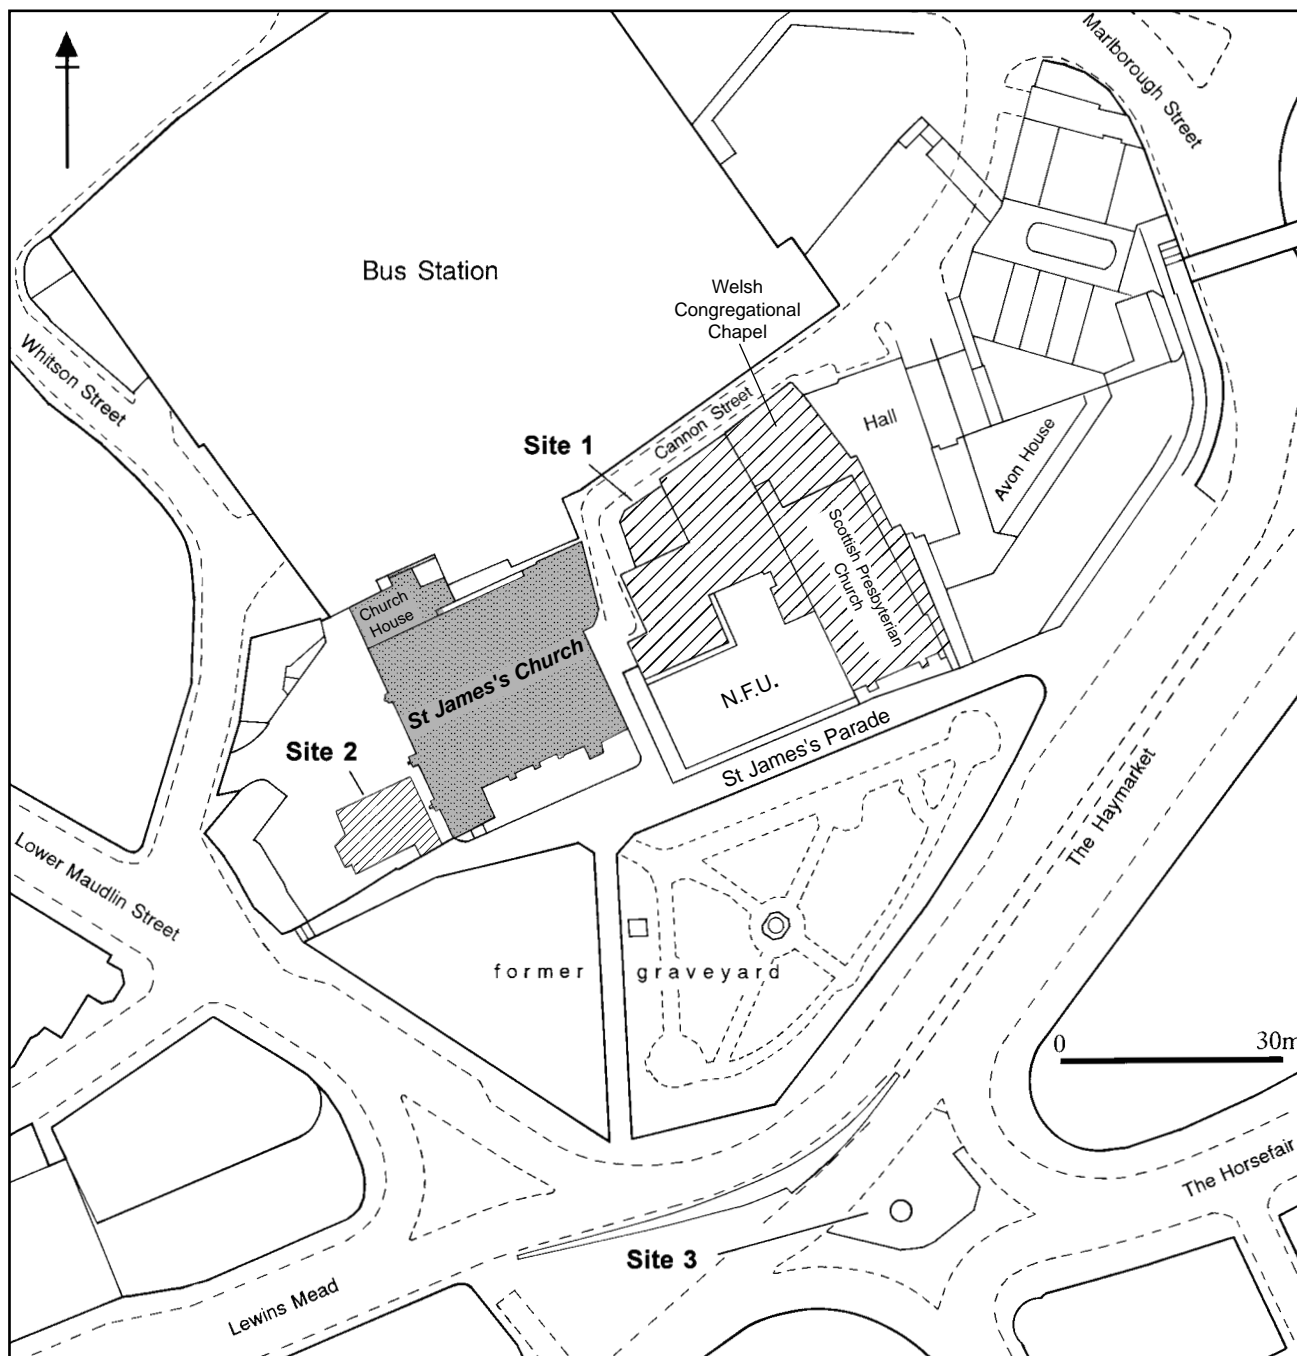 Marlborough Street
Bus Station
Welsh
Congregational
Chapel
Whitson Street
Cannon Street
Hall
Site 1
Avon House
Scottish Presbyterian
Church
Church
House
St James's Church
N.F.U.
St James's Parade
Site 2
The Haymarket
Lower Maudlin Street
former graveyard
0 30m
The Horsefair
Site 3
Lewins Mead